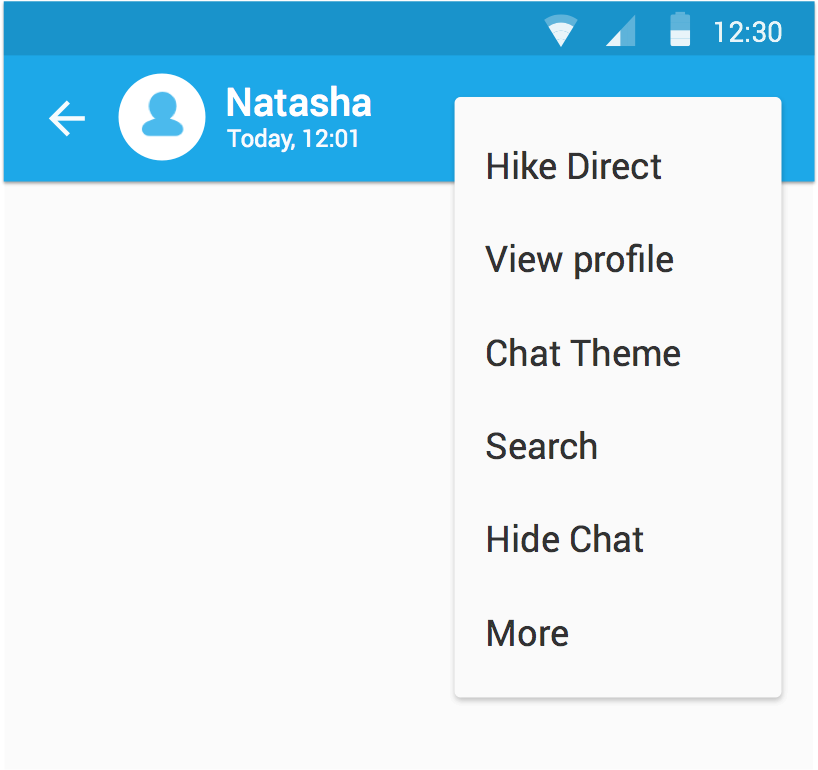 12:30
Natasha
Today, 12:01
Hike Direct
View profile
Chat Theme
Search
Hide Chat
More